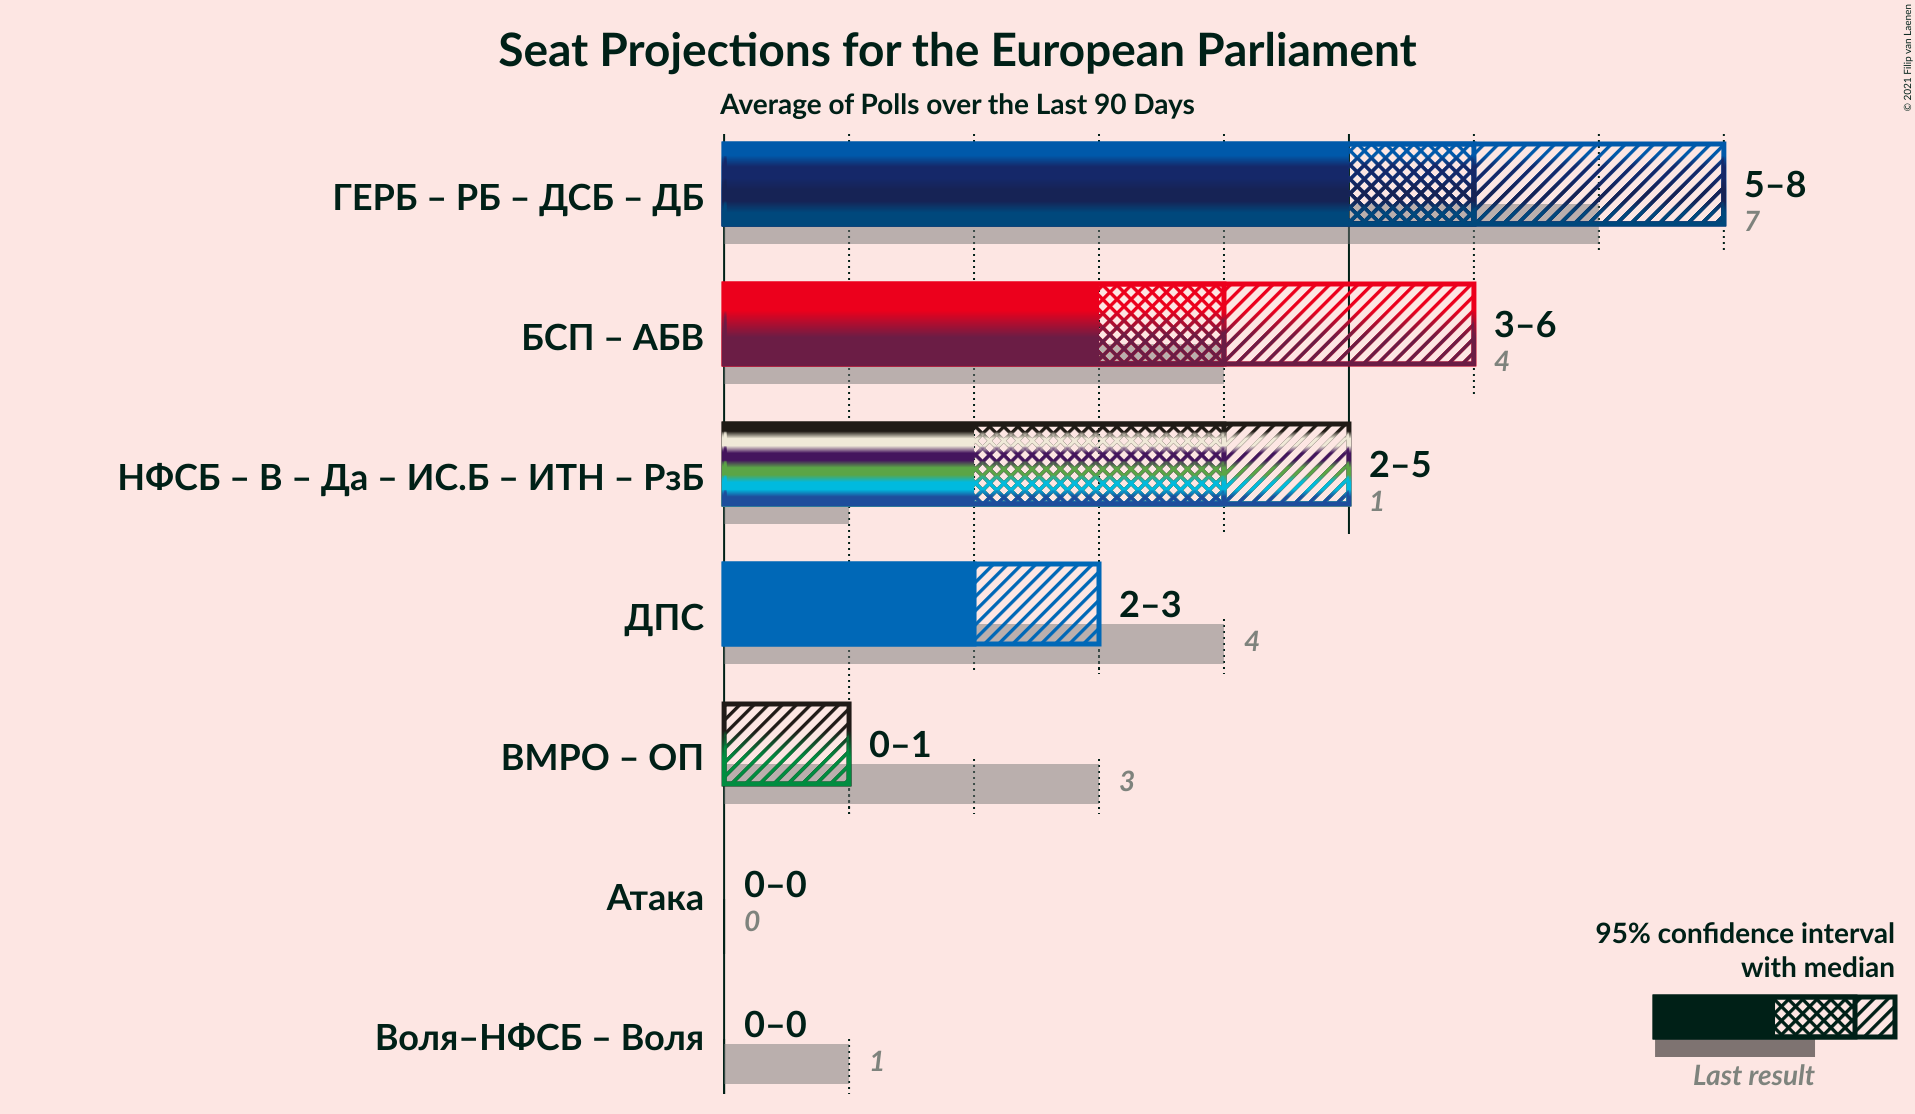 Seat Projections for the European Parliament
Average of Polls over the Last 90 Days
© 2021 Filip van Laenen
ГЕРБ – РБ – ДСБ – ДБ
5–8
7
БСП – АБВ
3–6
4
НФСБ – В – Да – ИС.Б – ИТН – РзБ
2–5
1
ДПС
2–3
4
ВМРО – ОП
0–1
3
Атака
0–0
0
Воля–НФСБ – Воля
0–0
1
95% confidence interval
with median
Last result